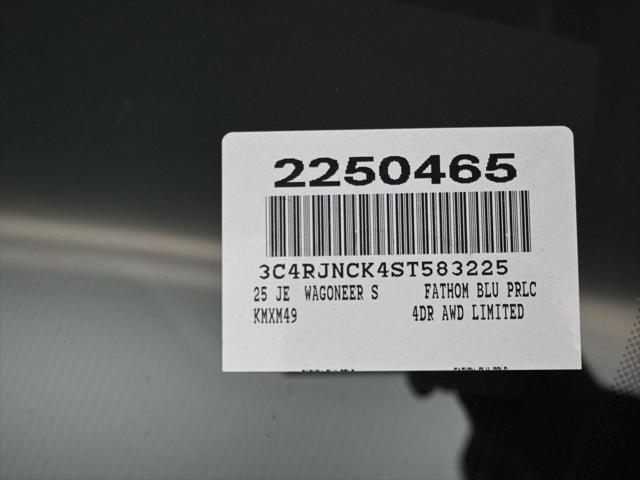 2250465
3C4RJNCK4ST583225
25 JE WAGONEER S FATHOM BLU PRLC
KMXM49 4DR AWD LIMITED